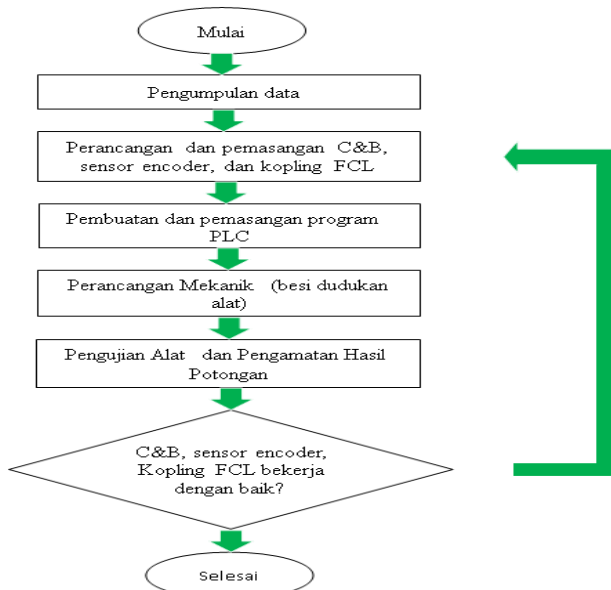 Mulai
Pengumpulan data
Perancangan dan pemasangan C&B,
sensor encoder, dan kopling FCL
Pembuatan dan pemasangan program
PLC
Perancangan Mekanik (besi dudukan
alat)
Pengujian Alat dan Pengamatan Hasil
Potongan
C&B, sensor encoder,
Kopling FCL bekerja
dengan baik?
Selesai